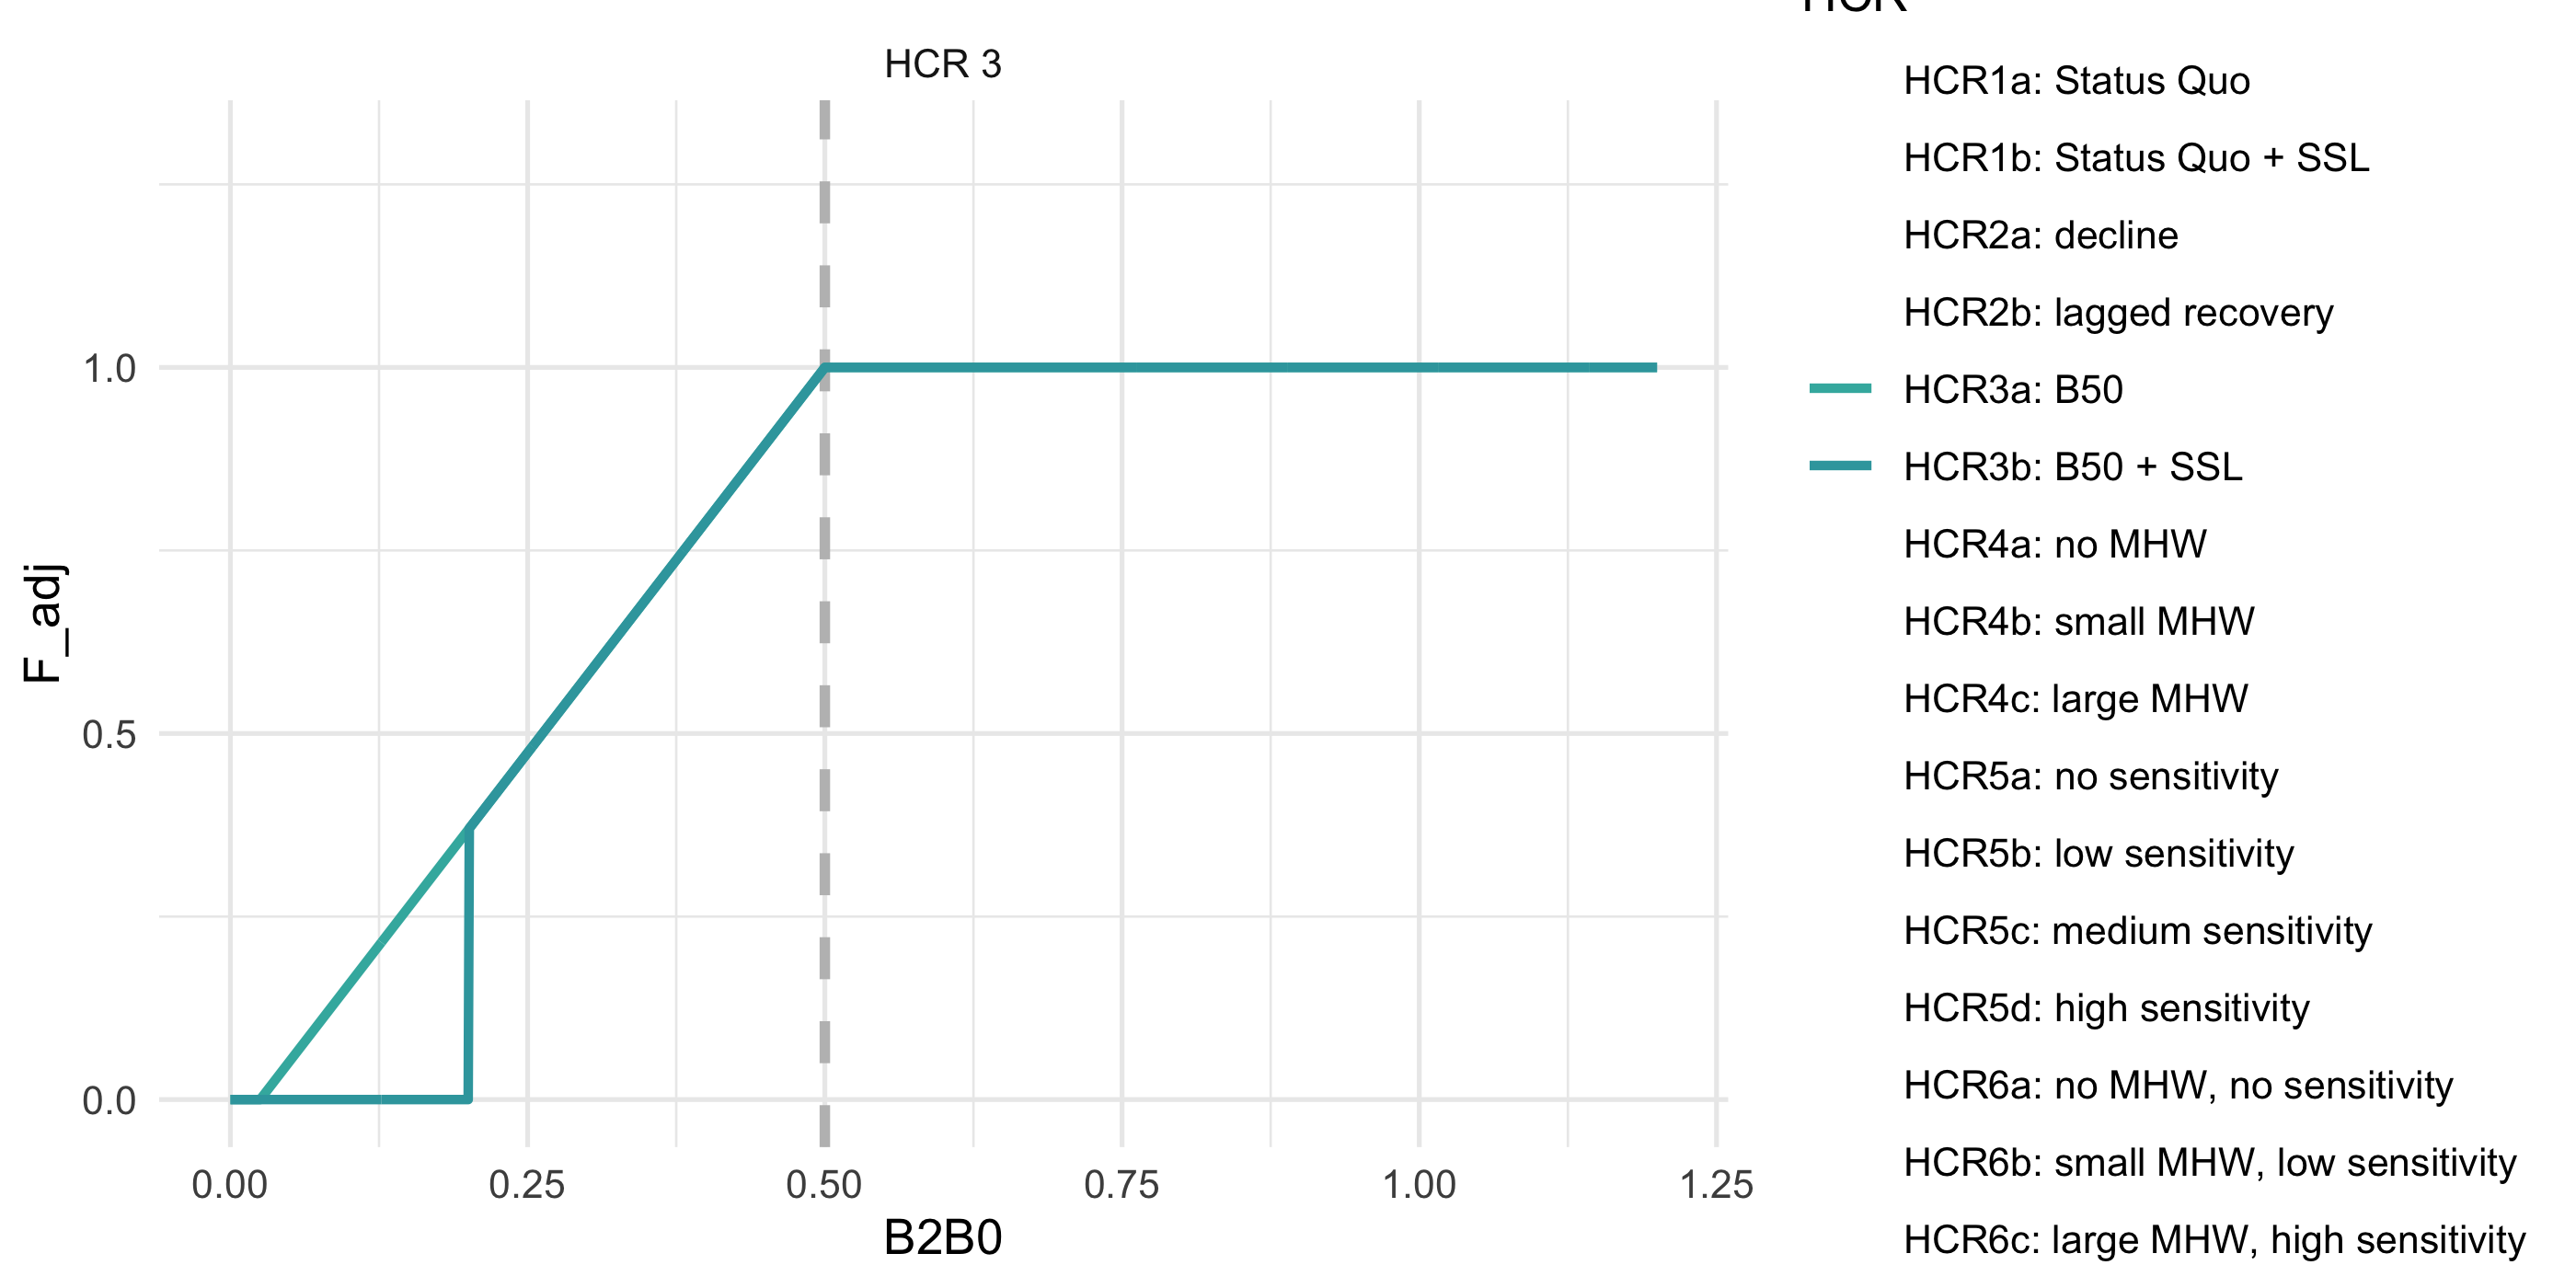 HCR
HCR 3
HCR1a: Status Quo
HCR1b: Status Quo + SSL
HCR2a: decline
HCR2b: lagged recovery
HCR3a: B50
HCR3b: B50 + SSL
HCR4a: no MHW
HCR4b: small MHW
HCR4c: large MHW
HCR5a: no sensitivity
HCR5b: low sensitivity
HCR5c: medium sensitivity
HCR5d: high sensitivity
HCR6a: no MHW, no sensitivity
HCR6b: small MHW, low sensitivity
HCR6c: large MHW, high sensitivity
F_adj
1.0
0.5
0.0
0.00 0.25 0.50 0.75 1.00 1.25
B2B0